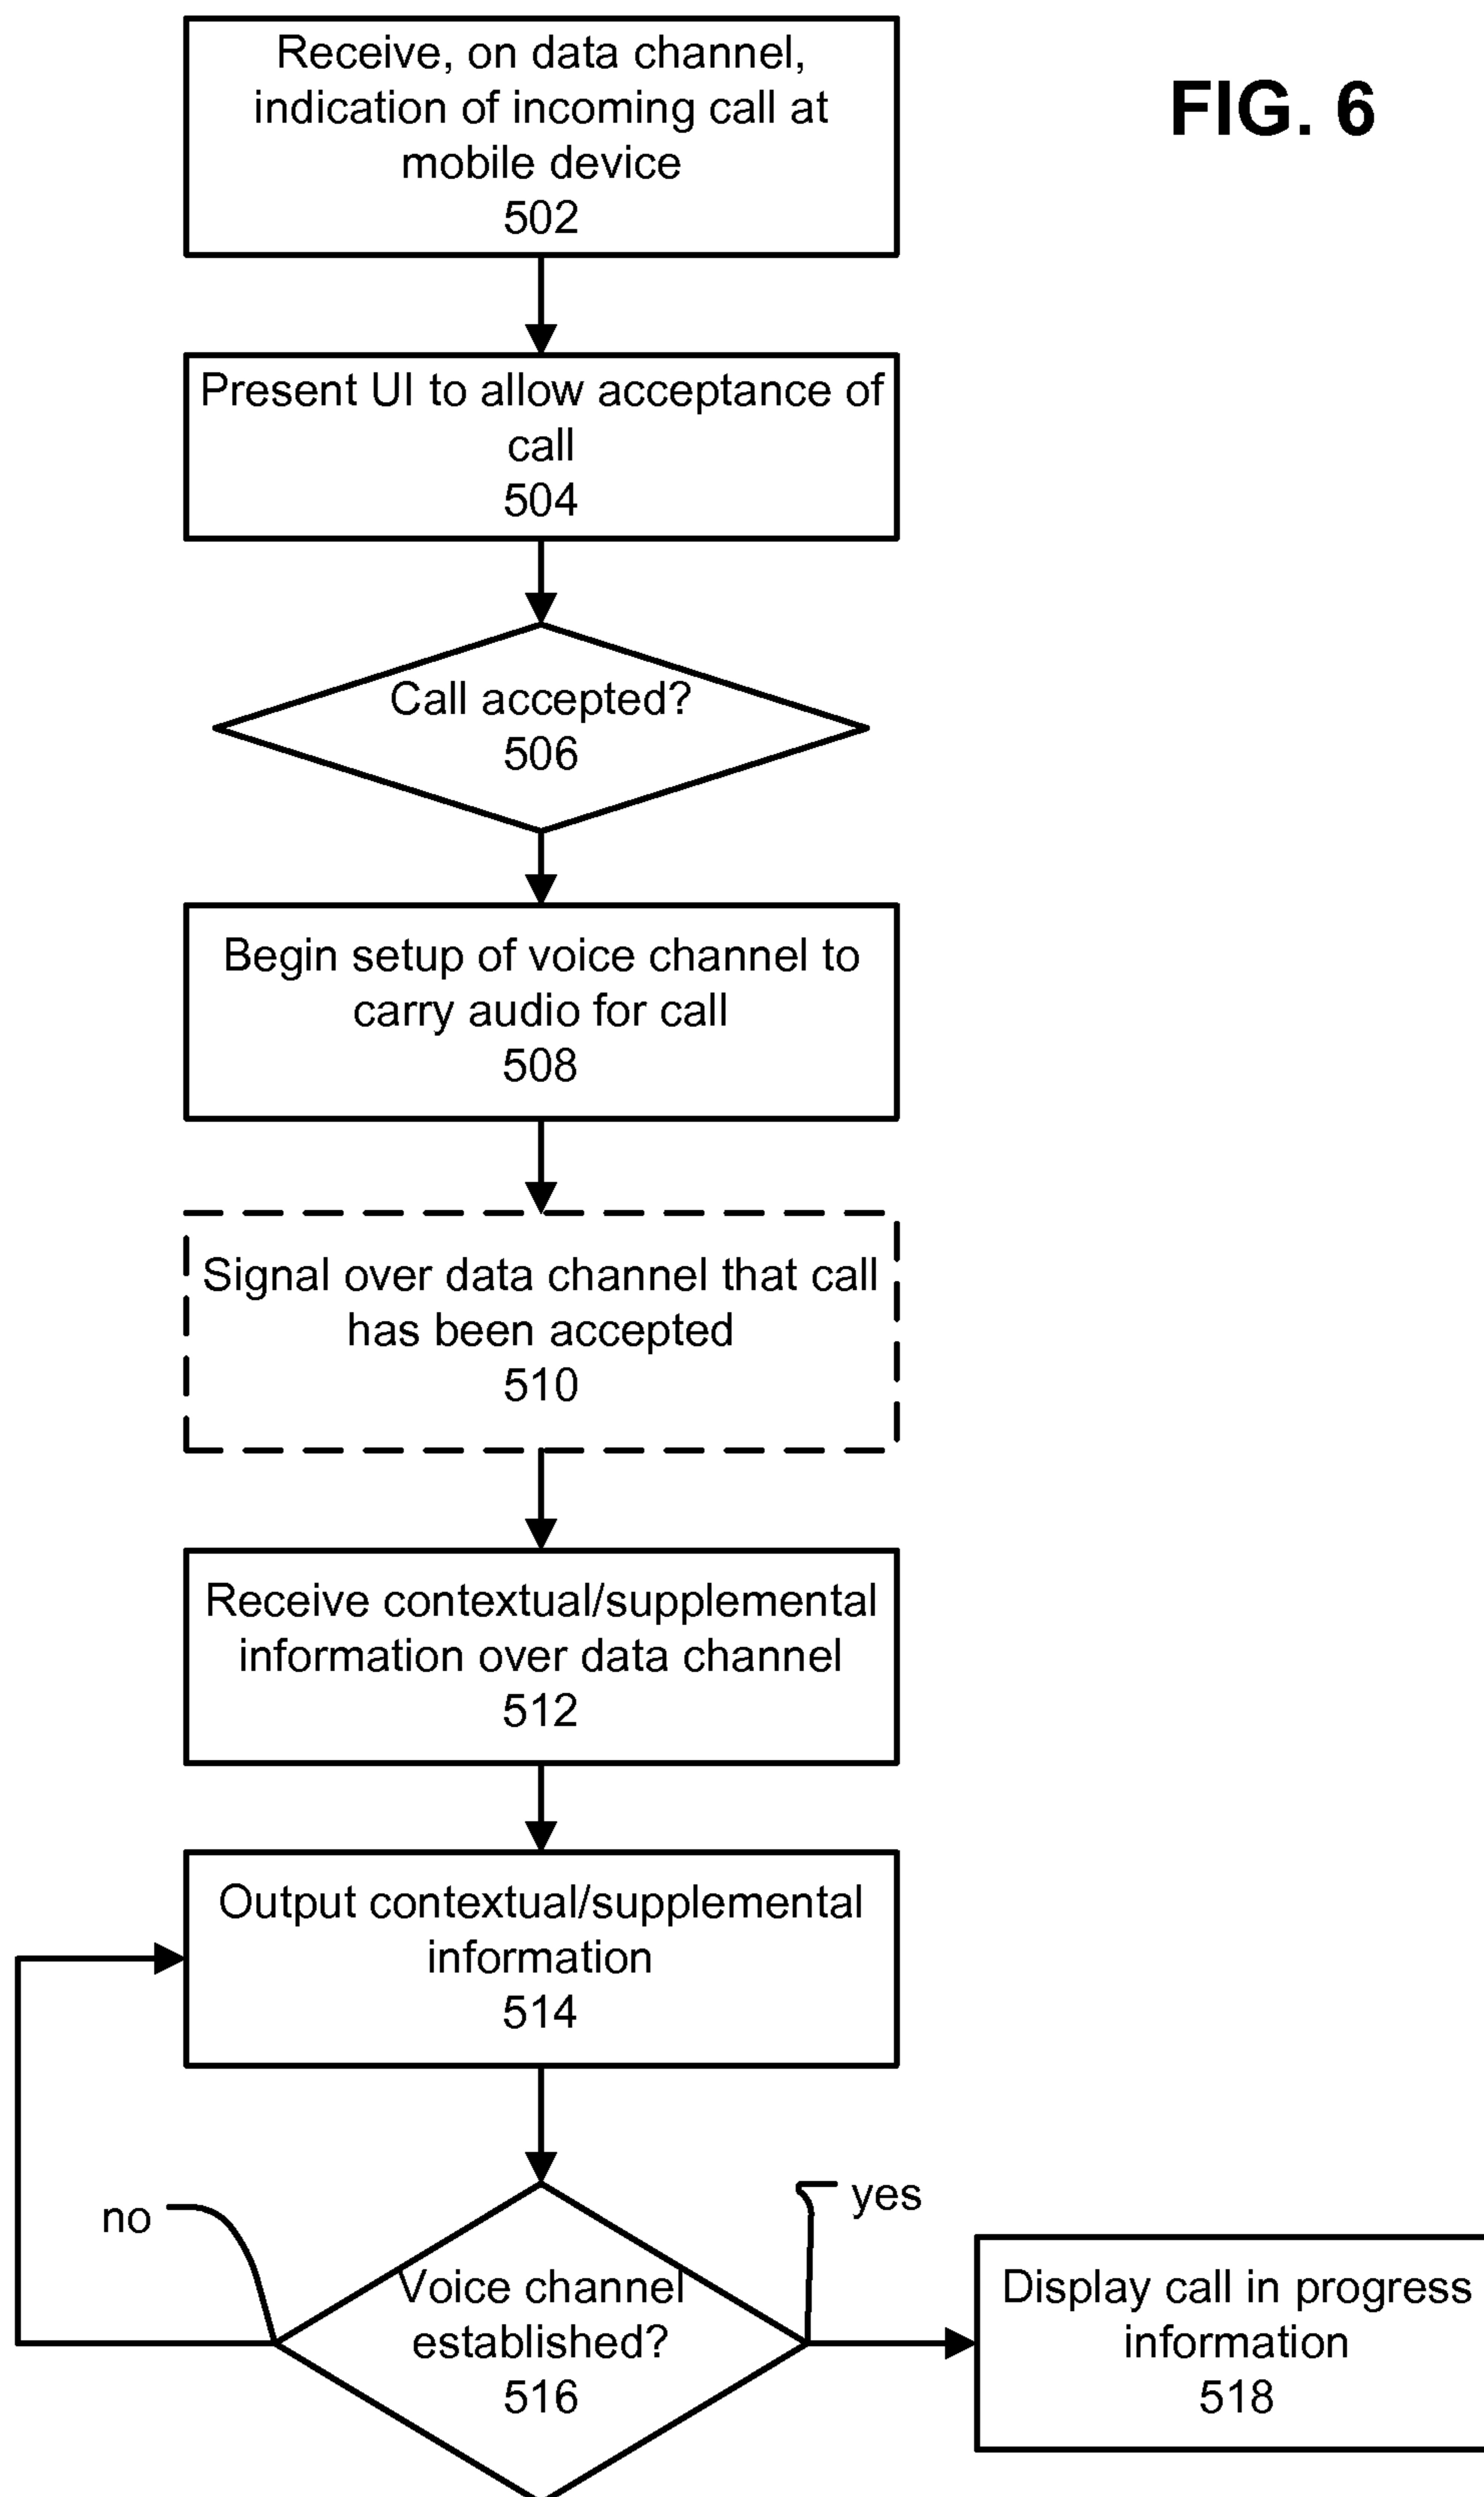 FIG. 6
Receive, on data channel,
indication of incoming call at
mobile device
502
Present UI to allow acceptance of
call
504
Call accepted?
506
Begin setup of voice channel to
carry audio for call
508
Signal over data channel that call
has been accepted
510
Receive contextual/supplemental
information over data channel
512
Output contextual/supplemental
information
514
no
yes
Voice channel
established?
516
Display call in progress
information
518